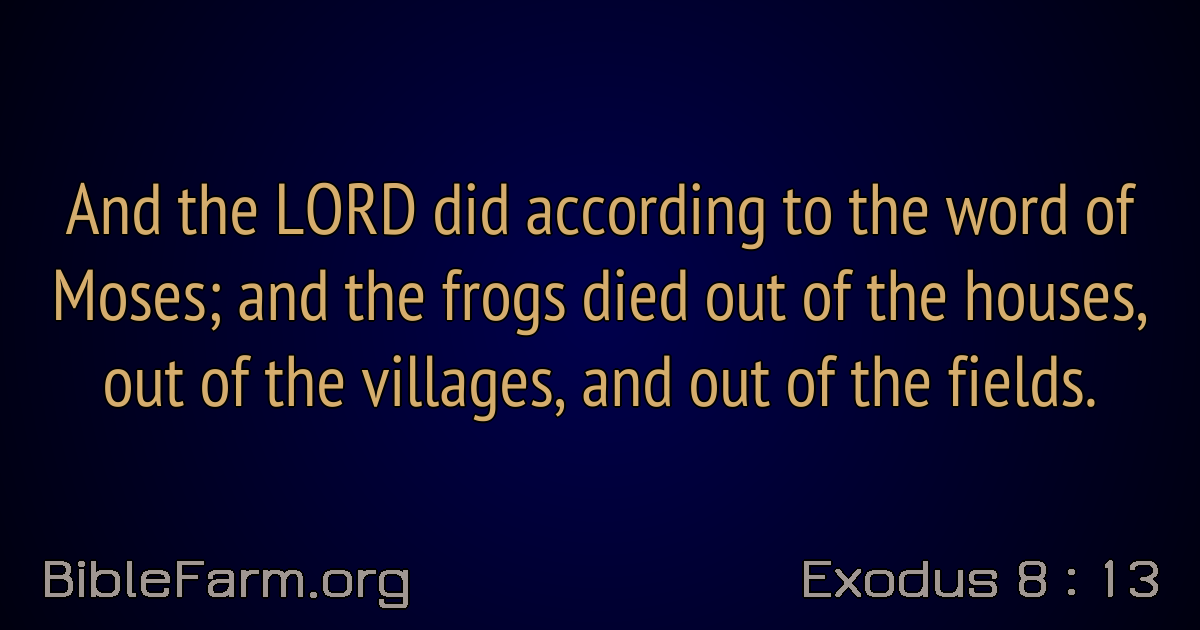 And the LORD did according to the word of
Moses; and the frogs died out of the houses,
out of the villages, and out of the fields.
BibleFarm.org
Exodus 8 : 13